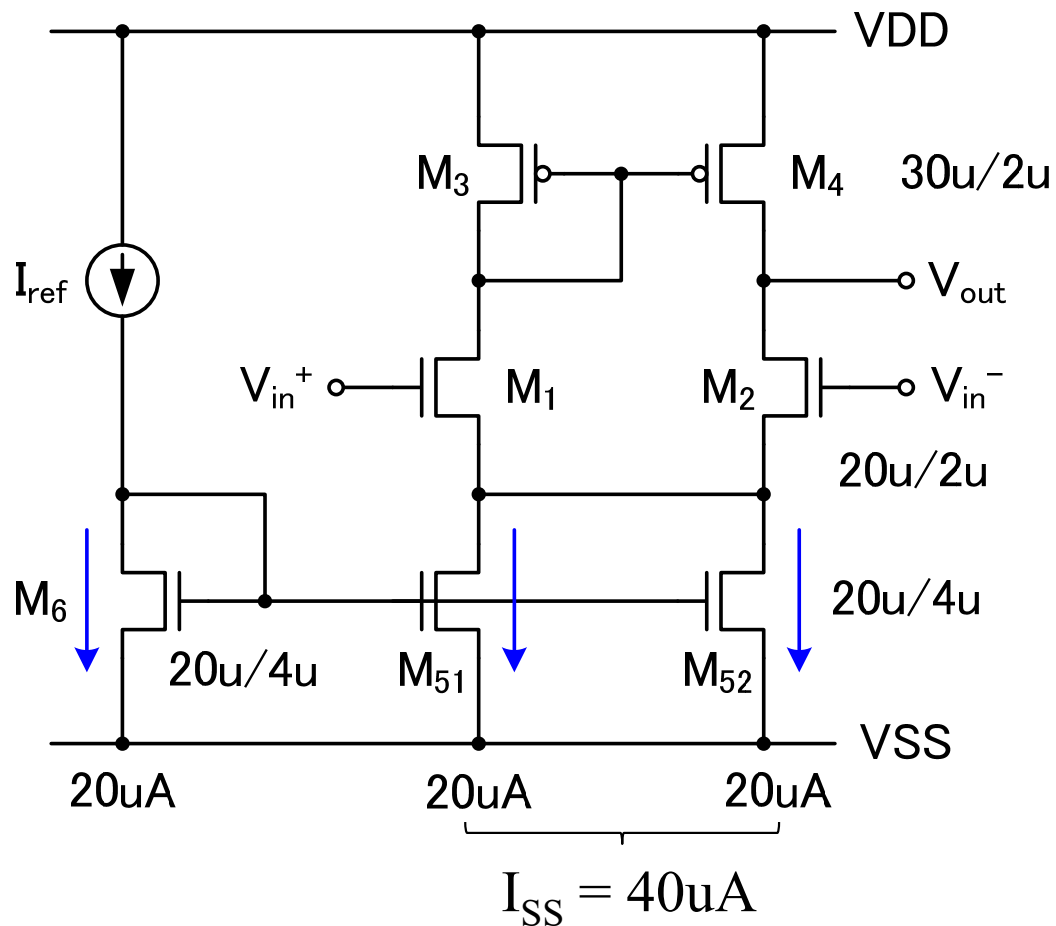 VDD
M3
M4
30u/2u
Iref
Vout
Vin+
M1
M2
Vin−
20u/2u
M6
20u/4u
M51
M52
20u/4u
VSS
20uA
20uA
20uA
ISS = 40uA